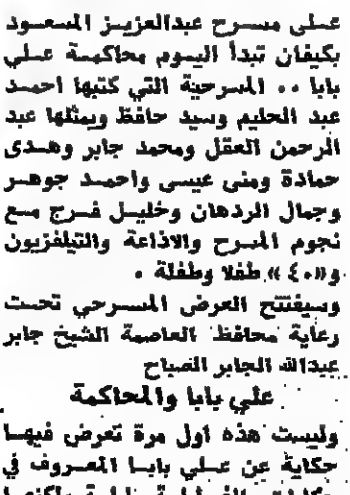 على مسرح عبدالعزيز المسعود
بكيفان تبدأ اليوم محاكمة علي
بابا .. المسرحية التي كتبها احمد
عبد الحليم وسيد حافظ ويمثلها عبد
الرحمن العقل ومحمد جابر وهدى
حمادة ومنى عيسى واحمد جوهر
وجمال الردهان وخليل فرج مع
نجوم المسرح والاذاعة والتيلفزيون
و«٤٠» طفلا وطفلة .
وسيفتتح العرض المسرحي تحت
رعاية محافظ العاصمة الشيخ جابر
عبدالله الجابر الصباح
علي بابا والمحاكمة
وليست هذه اول مرة تعرض فيها
حكاية عن علي بابا المعروف في